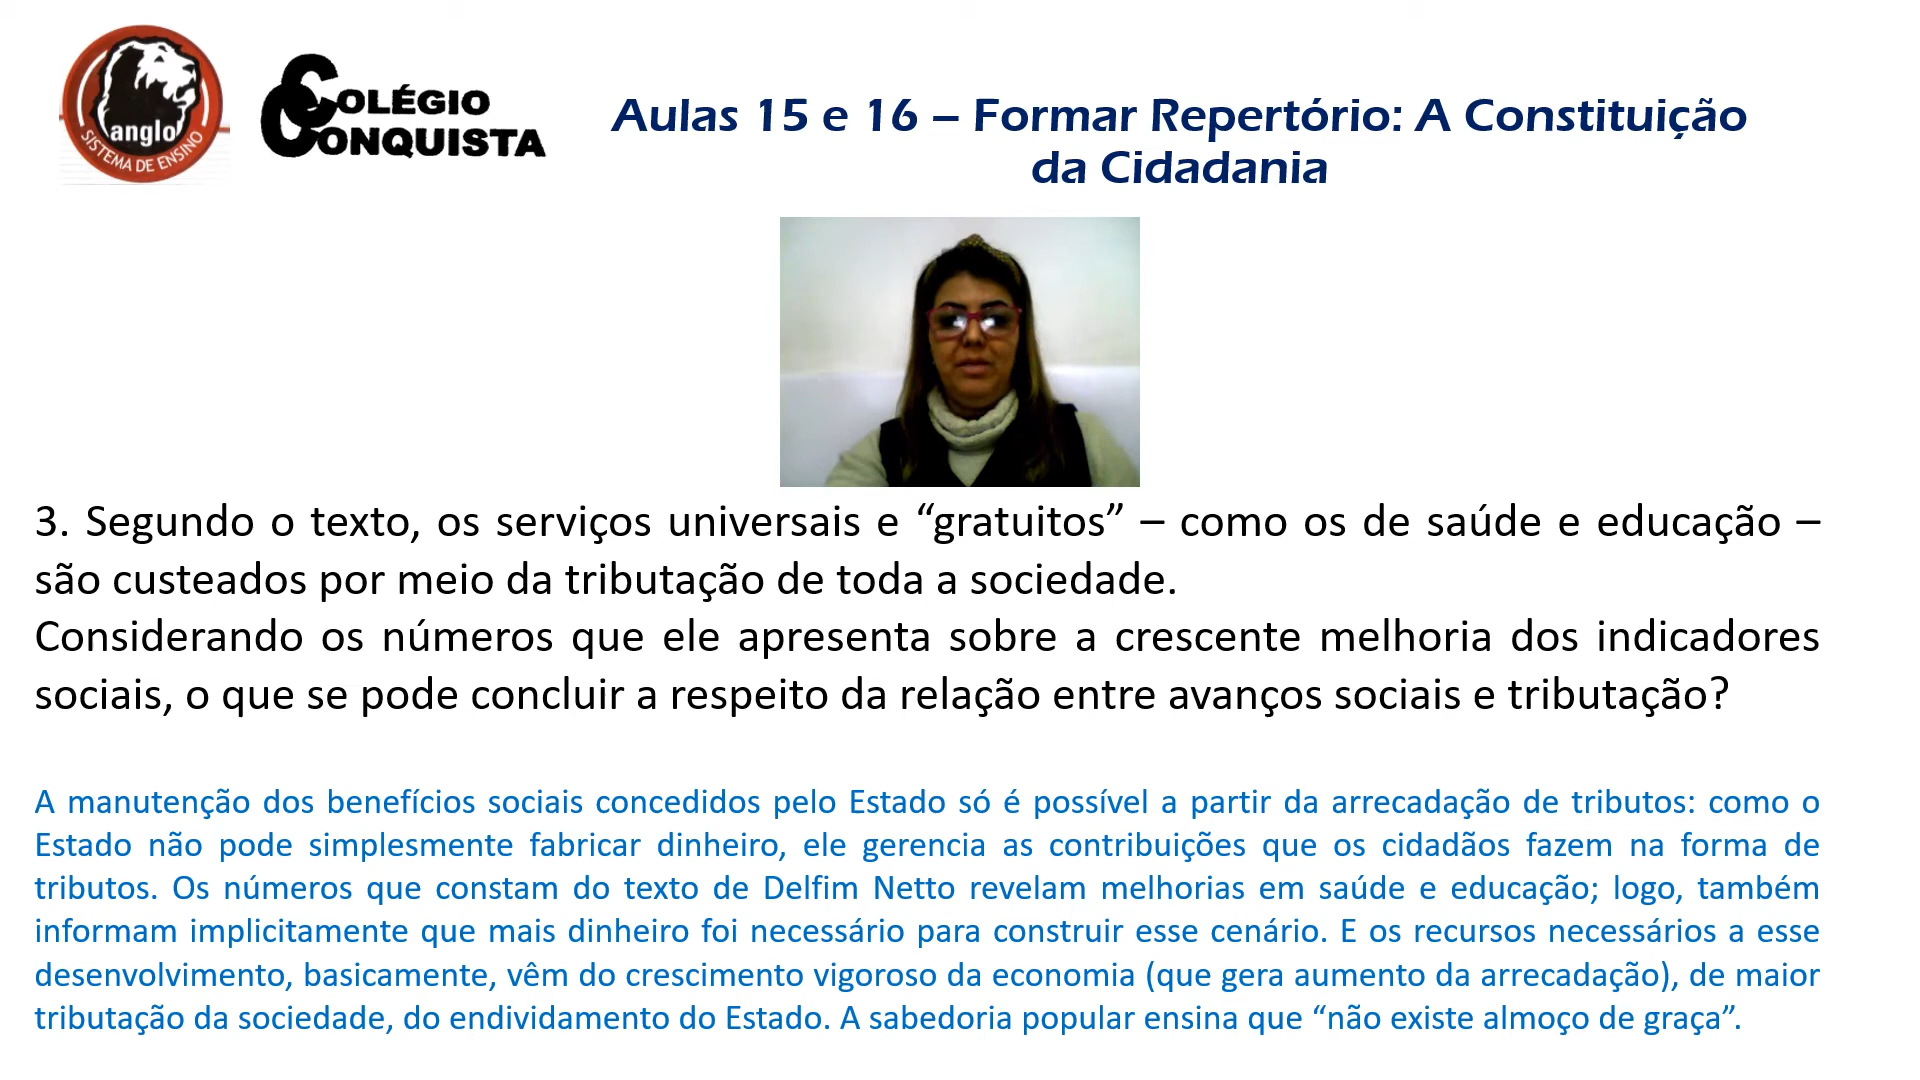 anglo
SISTEMA DE ENSINO
COLÉGIO
CONQUISTA
Aulas 15 e 16 – Formar Repertório: A Constituição
da Cidadania
3. Segundo o texto, os serviços universais e “gratuitos” – como os de saúde e educação –
são custeados por meio da tributação de toda a sociedade.
Considerando os números que ele apresenta sobre a crescente melhoria dos indicadores
sociais, o que se pode concluir a respeito da relação entre avanços sociais e tributação?
A manutenção dos benefícios sociais concedidos pelo Estado só é possível a partir da arrecadação de tributos: como o
Estado não pode simplesmente fabricar dinheiro, ele gerencia as contribuições que os cidadãos fazem na forma de
tributos. Os números que constam do texto de Delfim Netto revelam melhorias em saúde e educação; logo, também
informam implicitamente que mais dinheiro foi necessário para construir esse cenário. E os recursos necessários a esse
desenvolvimento, basicamente, vêm do crescimento vigoroso da economia (que gera aumento da arrecadação), de maior
tributação da sociedade, do endividamento do Estado. A sabedoria popular ensina que “não existe almoço de graça”.